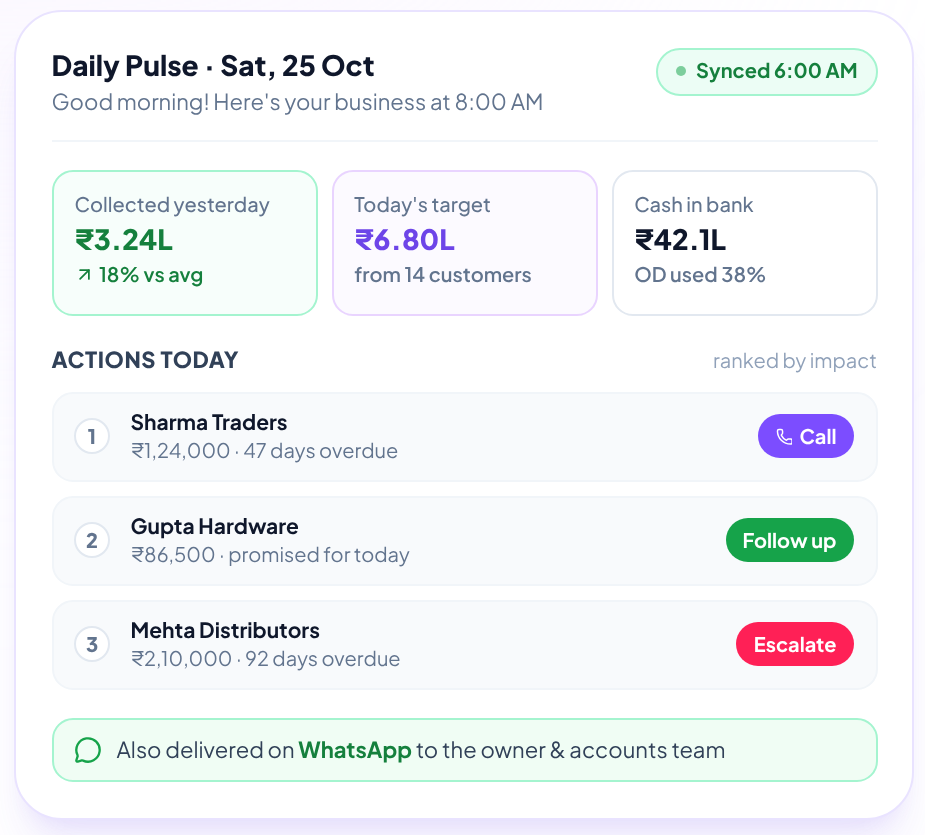 Daily Pulse · Sat, 25 Oct
Synced 6:00 AM
Good morning! Here's your business at 8:00 AM
Collected yesterday
₹3.24L
↗ 18% vs avg
Today's target
₹6.80L
from 14 customers
Cash in bank
₹42.1L
OD used 38%
ACTIONS TODAY
ranked by impact
1
Sharma Traders
₹1,24,000 · 47 days overdue
Call
2
Gupta Hardware
₹86,500 · promised for today
Follow up
3
Mehta Distributors
₹2,10,000 · 92 days overdue
Escalate
Also delivered on WhatsApp to the owner & accounts team